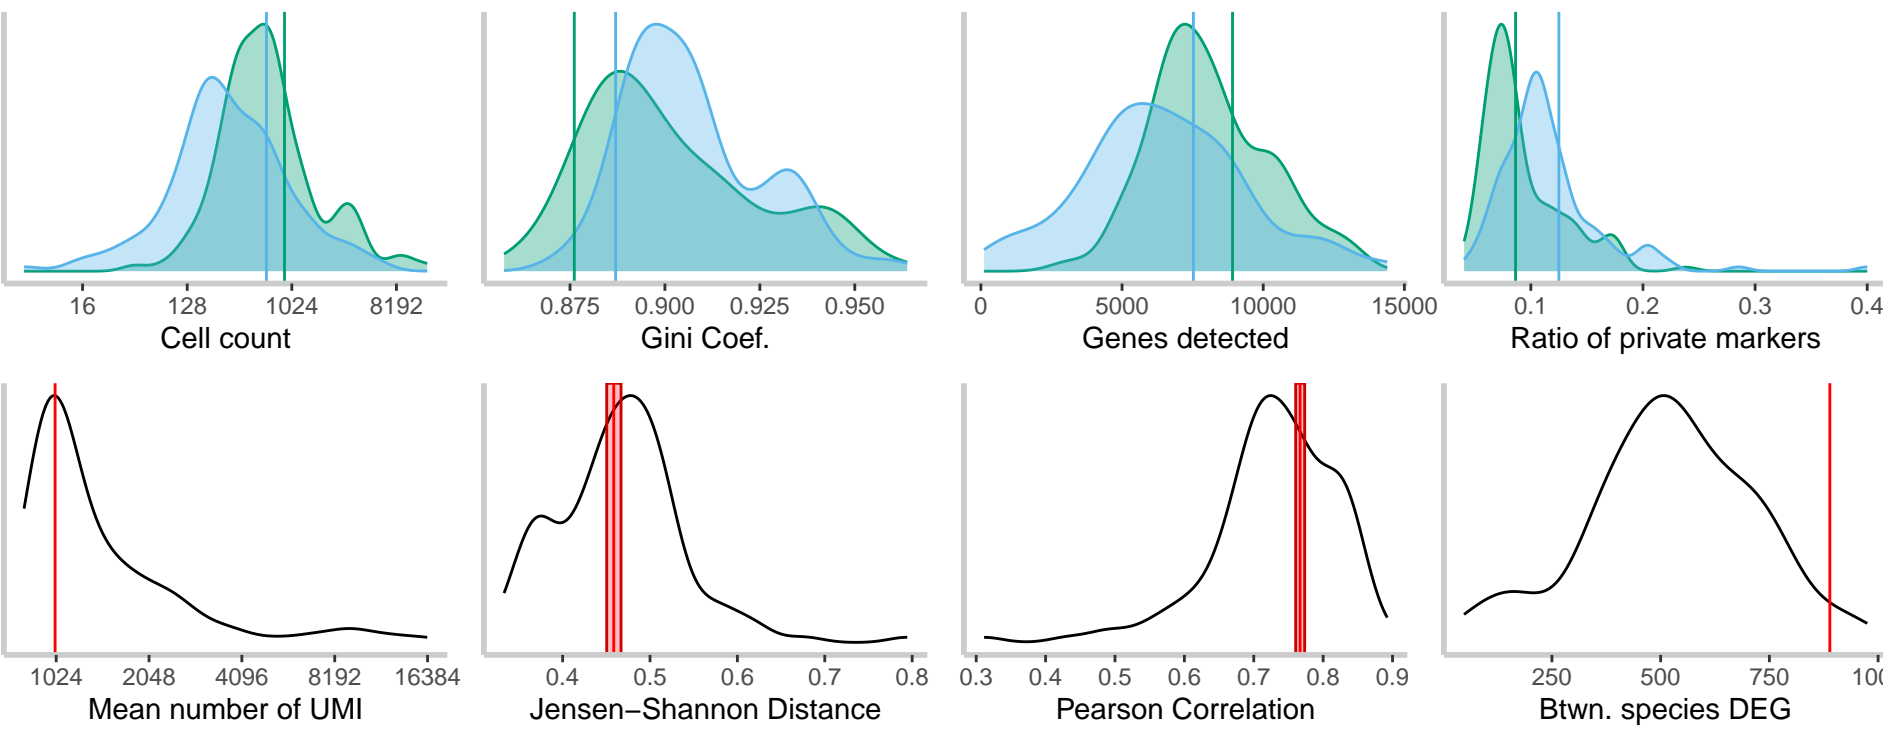 16 128 1024 8192
Cell count
0.875 0.900 0.925 0.950
Gini Coef.
0 5000 10000 15000
Genes detected
0.1 0.2 0.3 0.4
Ratio of private markers
1024 2048 4096 8192 16384
Mean number of UMI
0.4 0.5 0.6 0.7 0.8
Jensen−Shannon Distance
0.3 0.4 0.5 0.6 0.7 0.8 0.9
Pearson Correlation
250 500 750
Btwn. species DEG